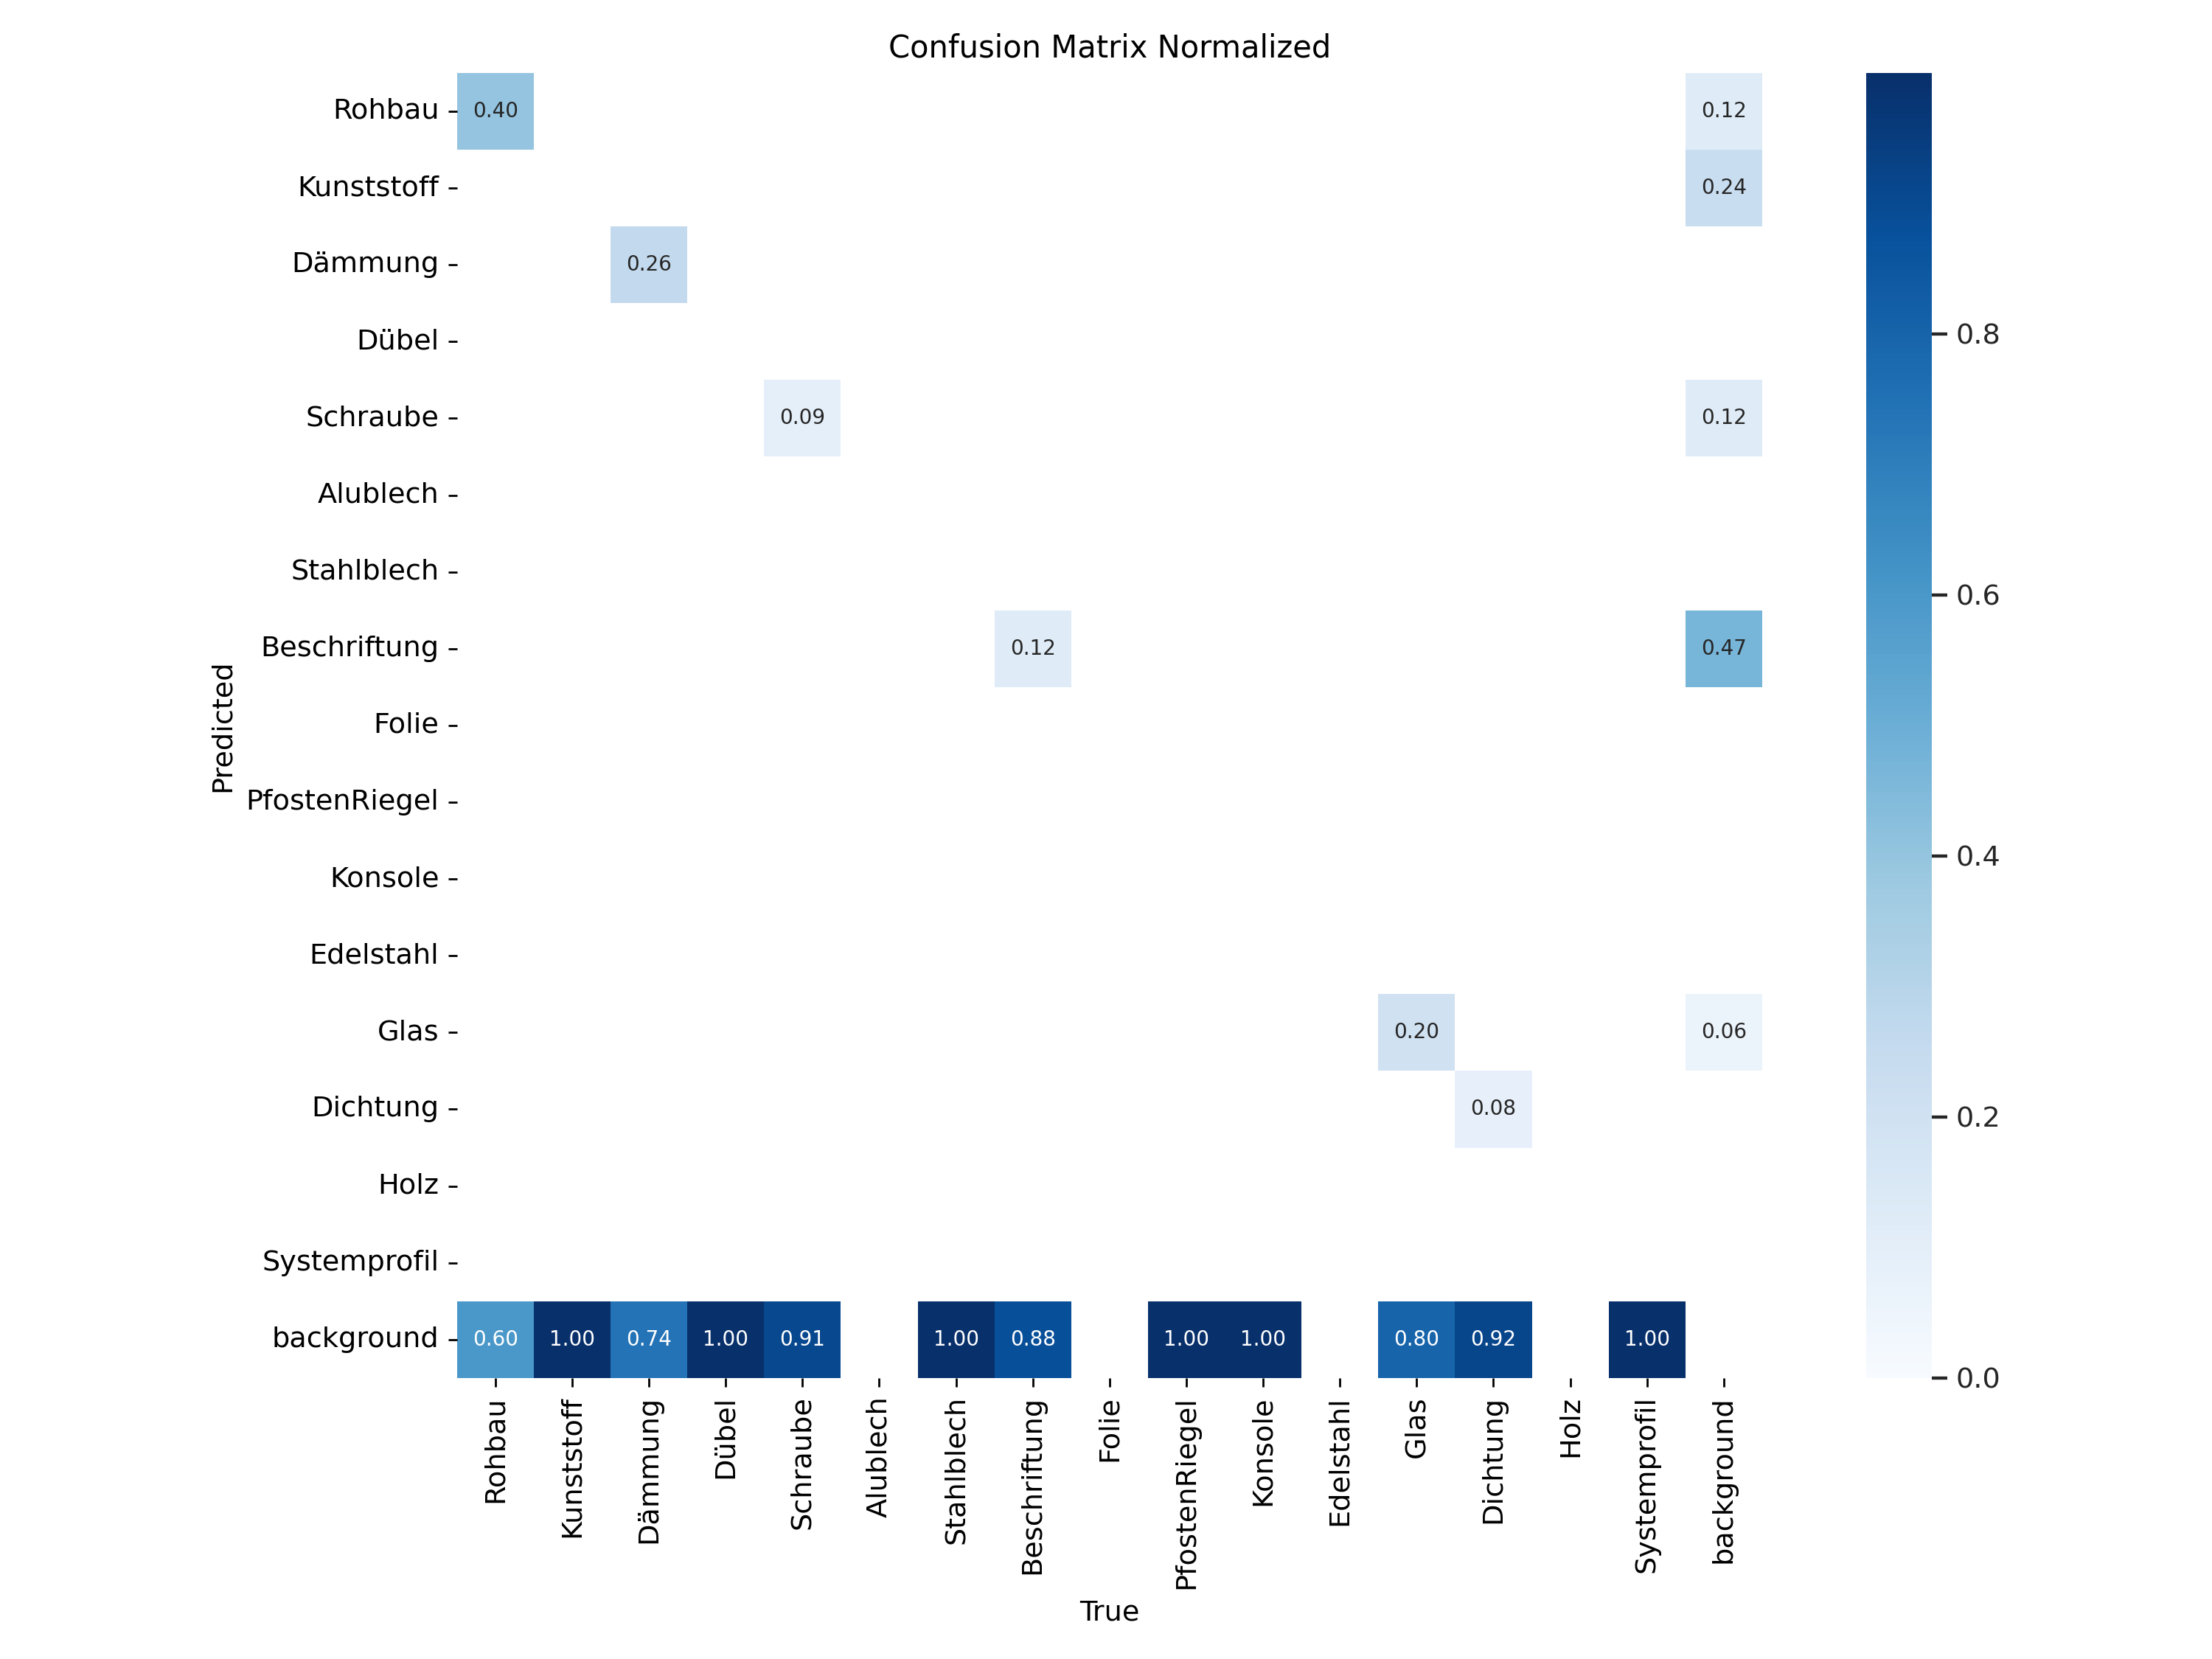 Confusion Matrix Normalized
Rohbau
0.40
0.12
Kunststoff
0.24
Dämmung
0.26
Dübel
Schraube
0.09
0.12
Alublech
Stahlblech
Beschriftung
0.12
0.47
Folie
PfostenRiegel
Konsole
Edelstahl
Glas
0.20
0.06
Dichtung
0.08
Holz
Systemprofil
background
0.60
1.00
0.74
1.00
0.91
1.00
0.88
1.00
1.00
0.80
0.92
1.00
Predicted
Rohbau
Kunststoff
Dämmung
Dübel
Schraube
Alublech
Stahlblech
Beschriftung
Folie
PfostenRiegel
Konsole
Edelstahl
Glas
Dichtung
Holz
Systemprofil
background
True
0.8
0.6
0.4
0.2
0.0